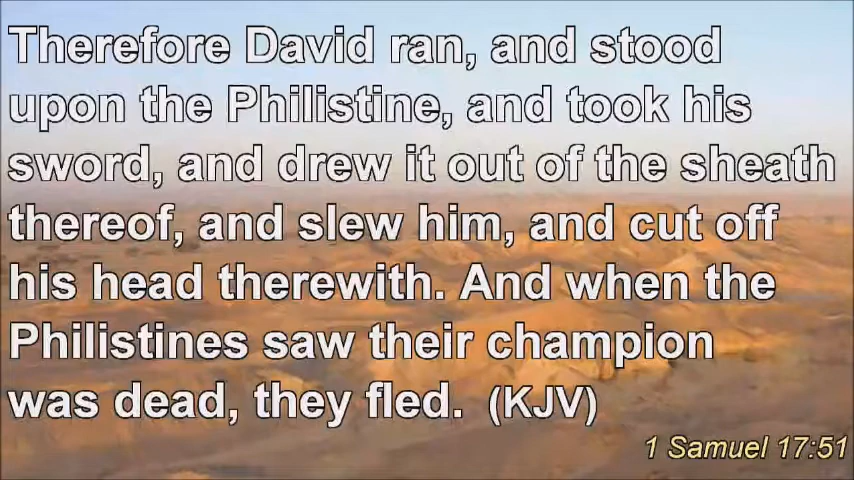 Therefore David ran, and stood
upon the Philistine, and took his
sword, and drew it out of the sheath
thereof, and slew him, and cut off
his head therewith. And when the
Philistines saw their champion
was dead, they fled. (KJV)
1 Samuel 17:51